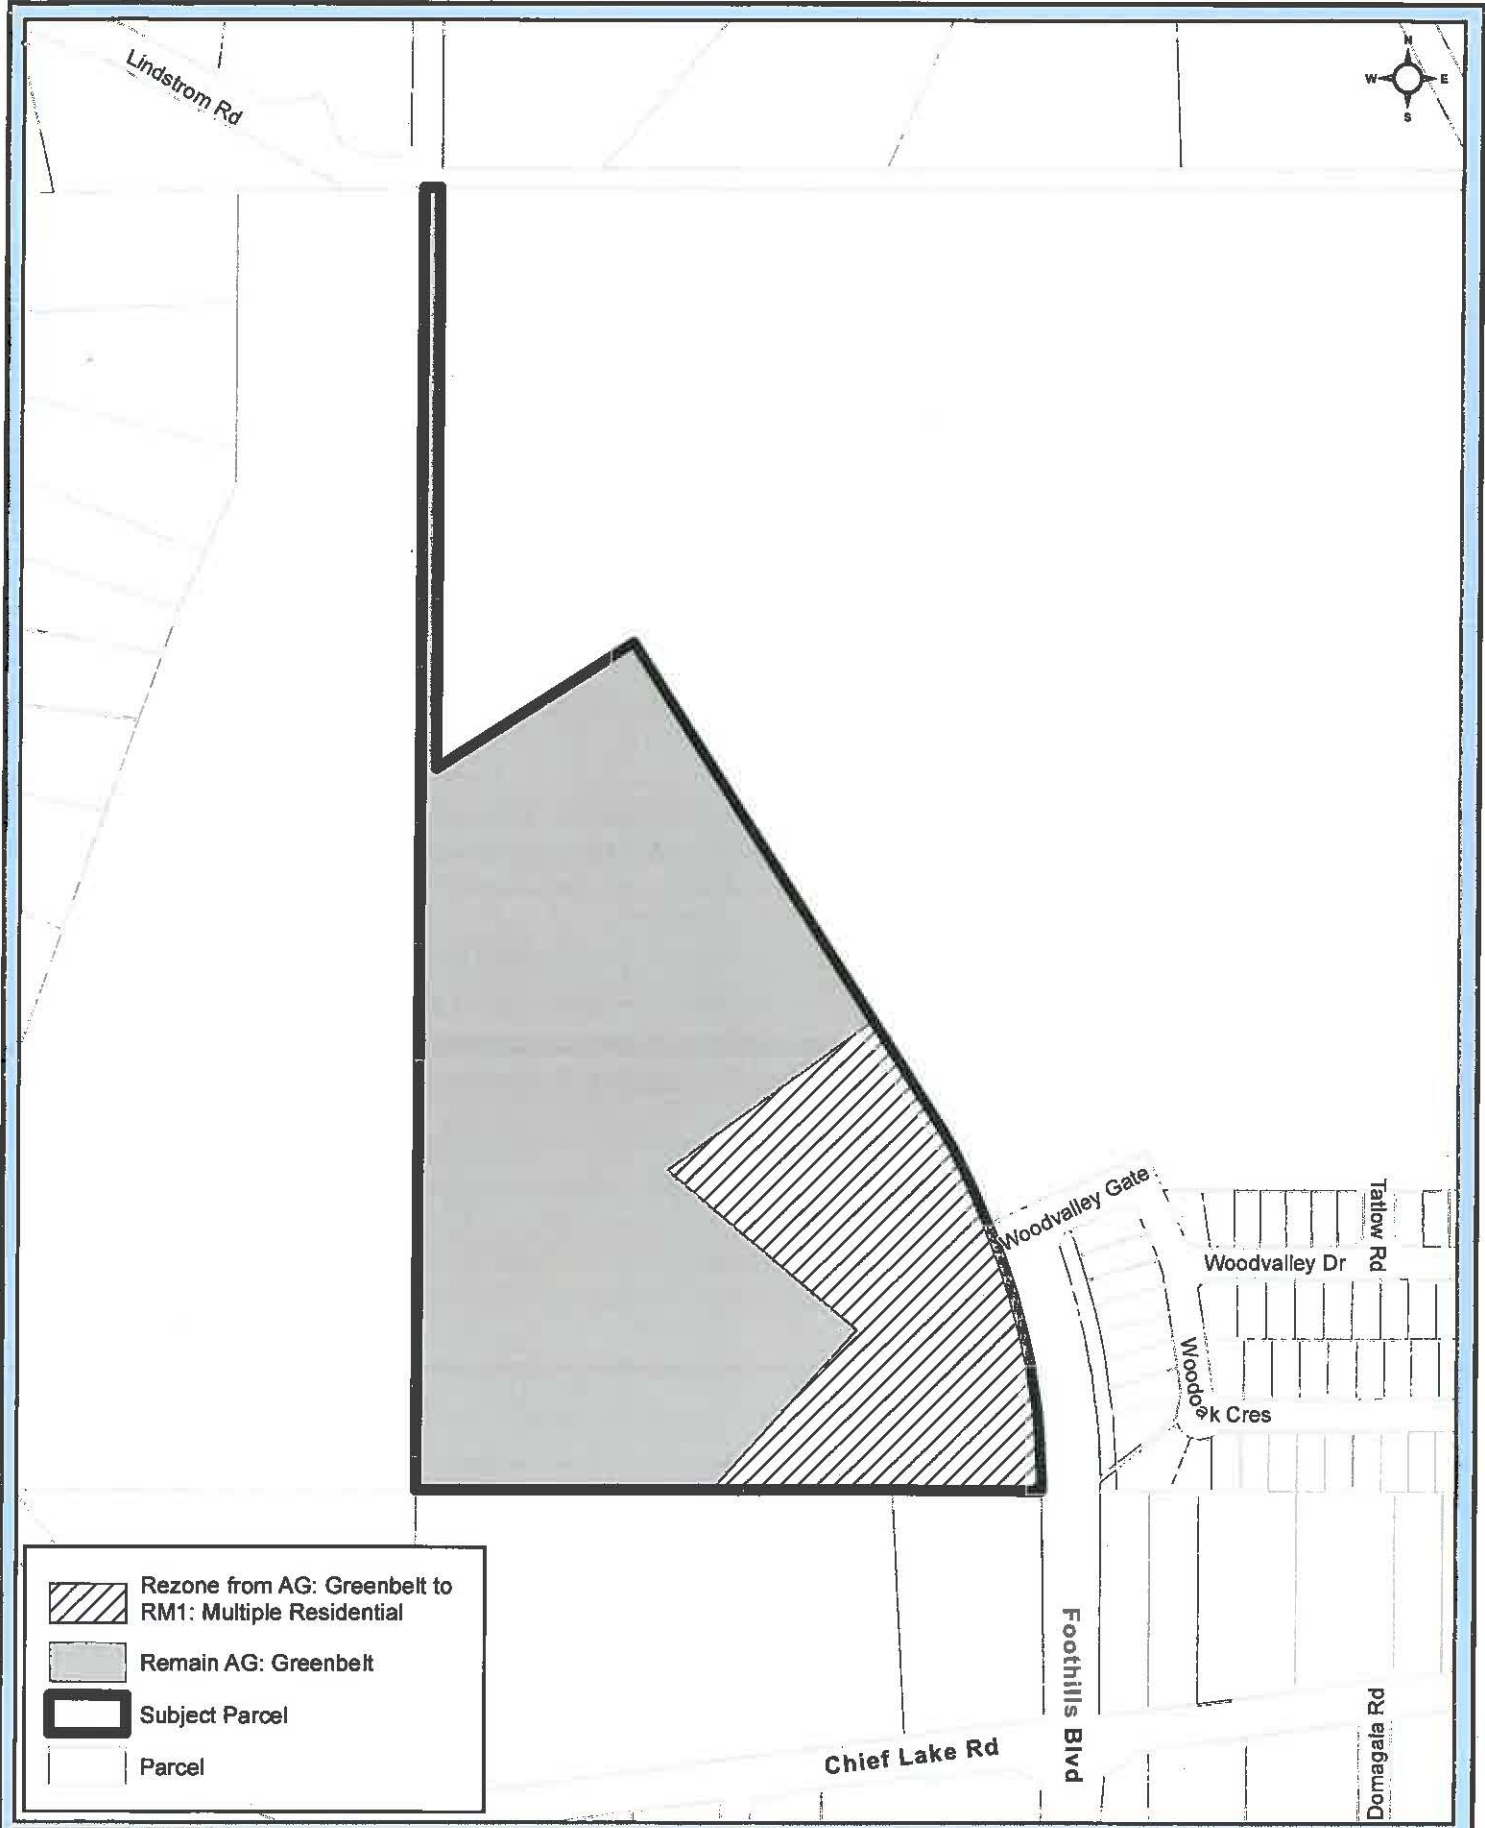 Lindstrom Rd
N
W E
S
Woodvalley Gate
Tatlow Rd
Woodvalley Dr
Cres
Rezone from AG: Greenbelt to
RM1: Multiple Residential
Remain AG: Greenbelt
Subject Parcel
Parcel
Foothills Blvd
Chief Lake Rd
Domagala Rd